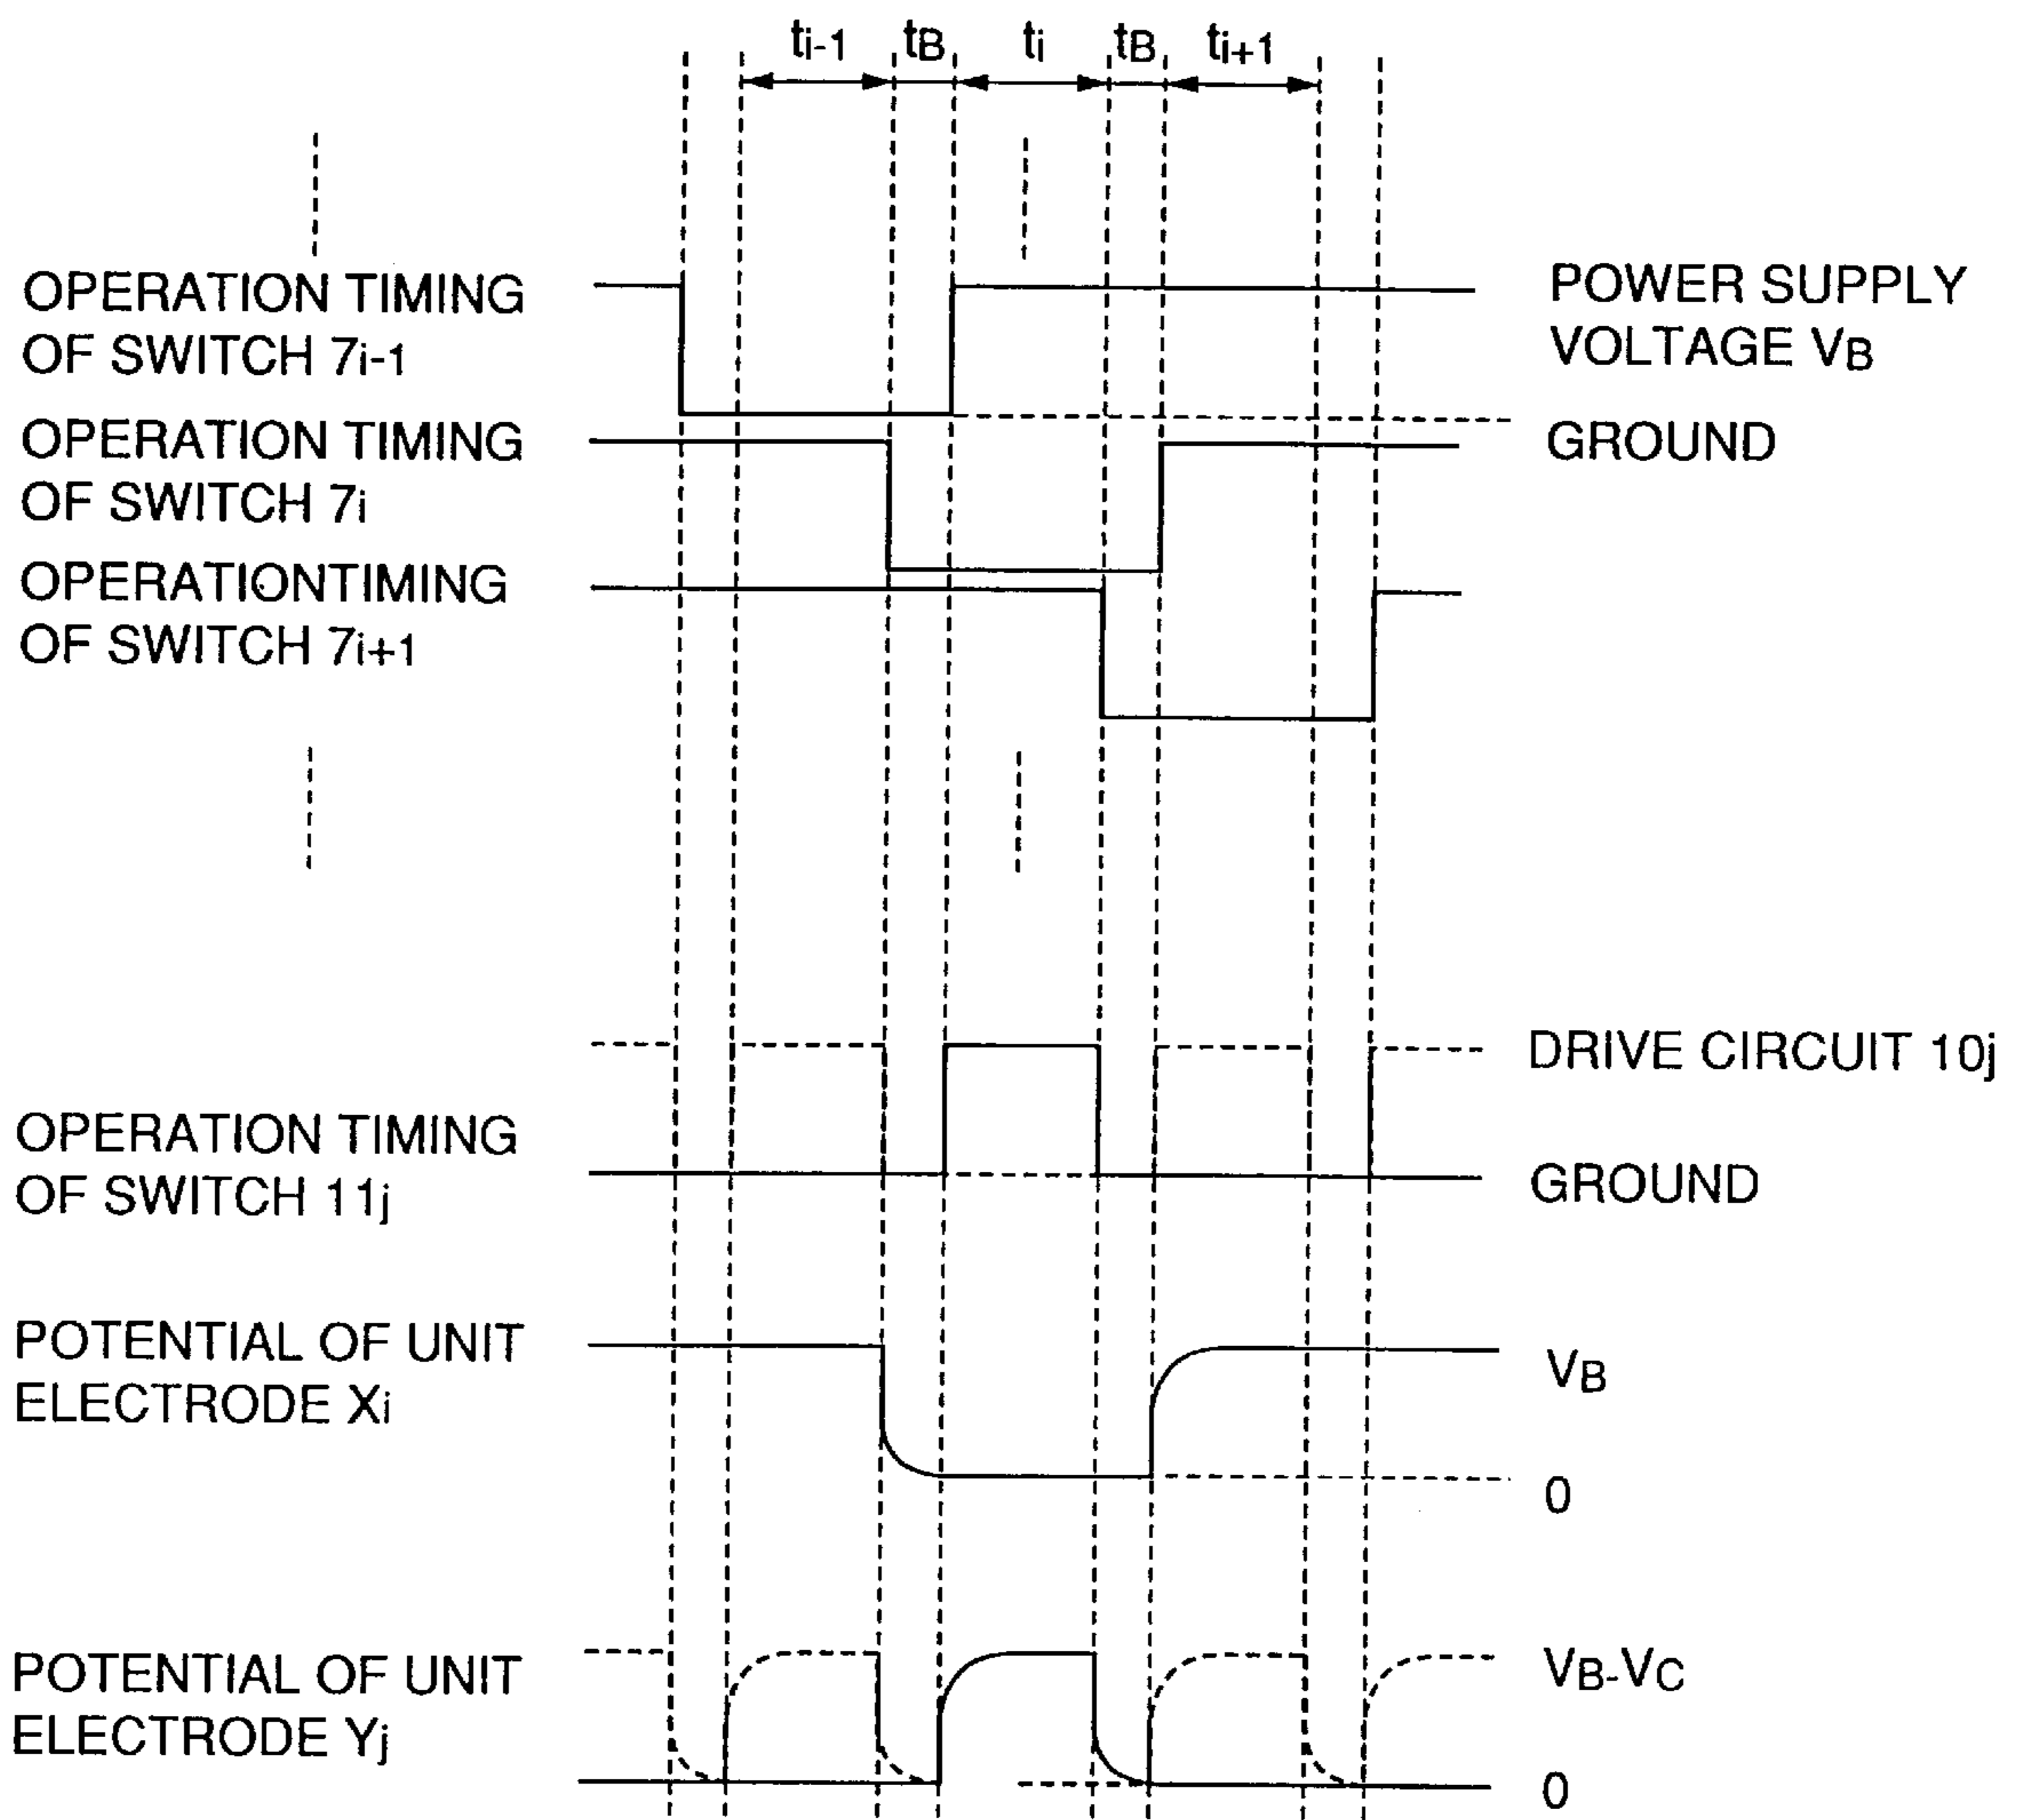 ti-1 tB ti tB ti+1
OPERATION TIMING
OF SWITCH 7i-1
POWER SUPPLY
VOLTAGE VB
OPERATION TIMING
OF SWITCH 7i
GROUND
OPERATIONTIMING
OF SWITCH 7i+1
DRIVE CIRCUIT 10j
OPERATION TIMING
OF SWITCH 11j
GROUND
POTENTIAL OF UNIT
ELECTRODE Xi
VB
0
POTENTIAL OF UNIT
ELECTRODE Yj
VB-VC
0